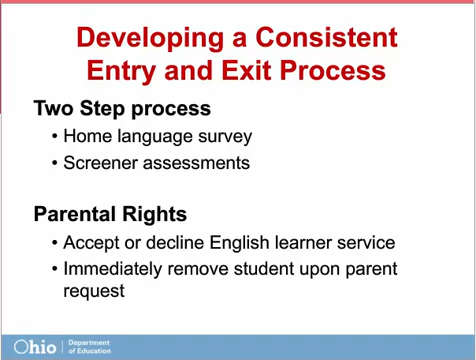 Developing a Consistent
Entry and Exit Process
Two Step process
• Home language survey
• Screener assessments
Parental Rights
• Accept or decline English learner service
• Immediately remove student upon parent
request
Ohio
Department
of Education